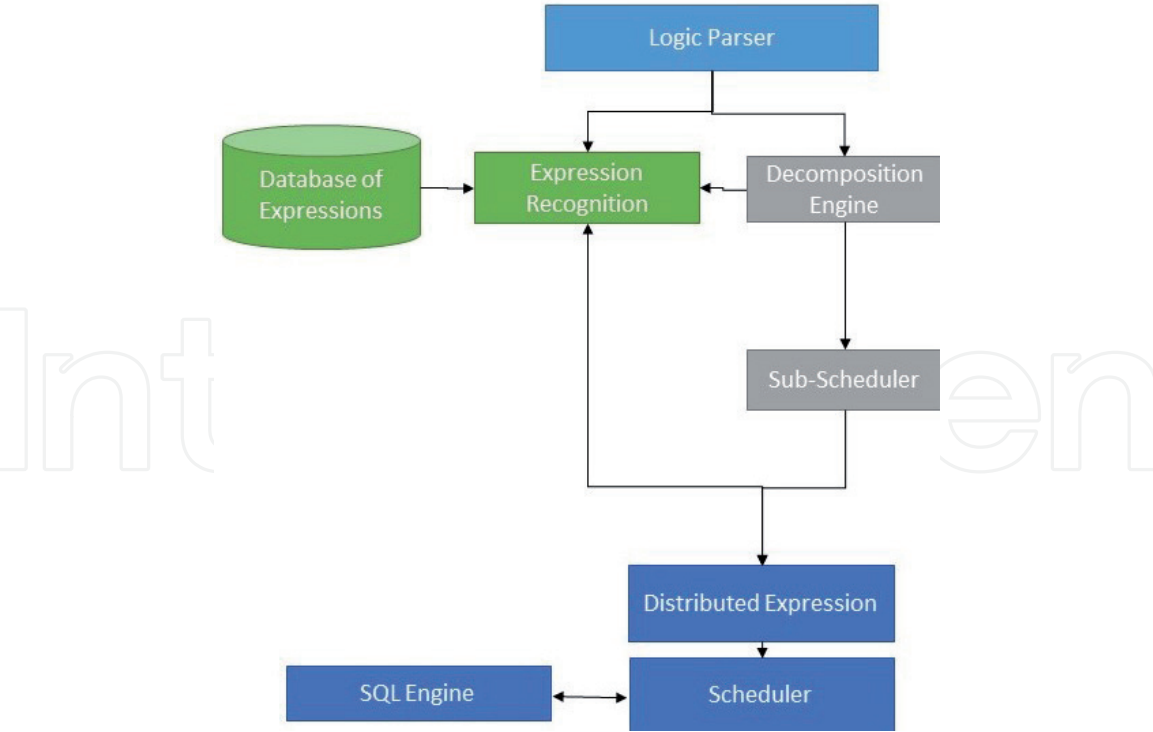 Logic Parser
Database of
Expressions
Expression
Recognition
Decomposition
Engine
Sub-Scheduler
Distributed Expression
SQL Engine
Scheduler